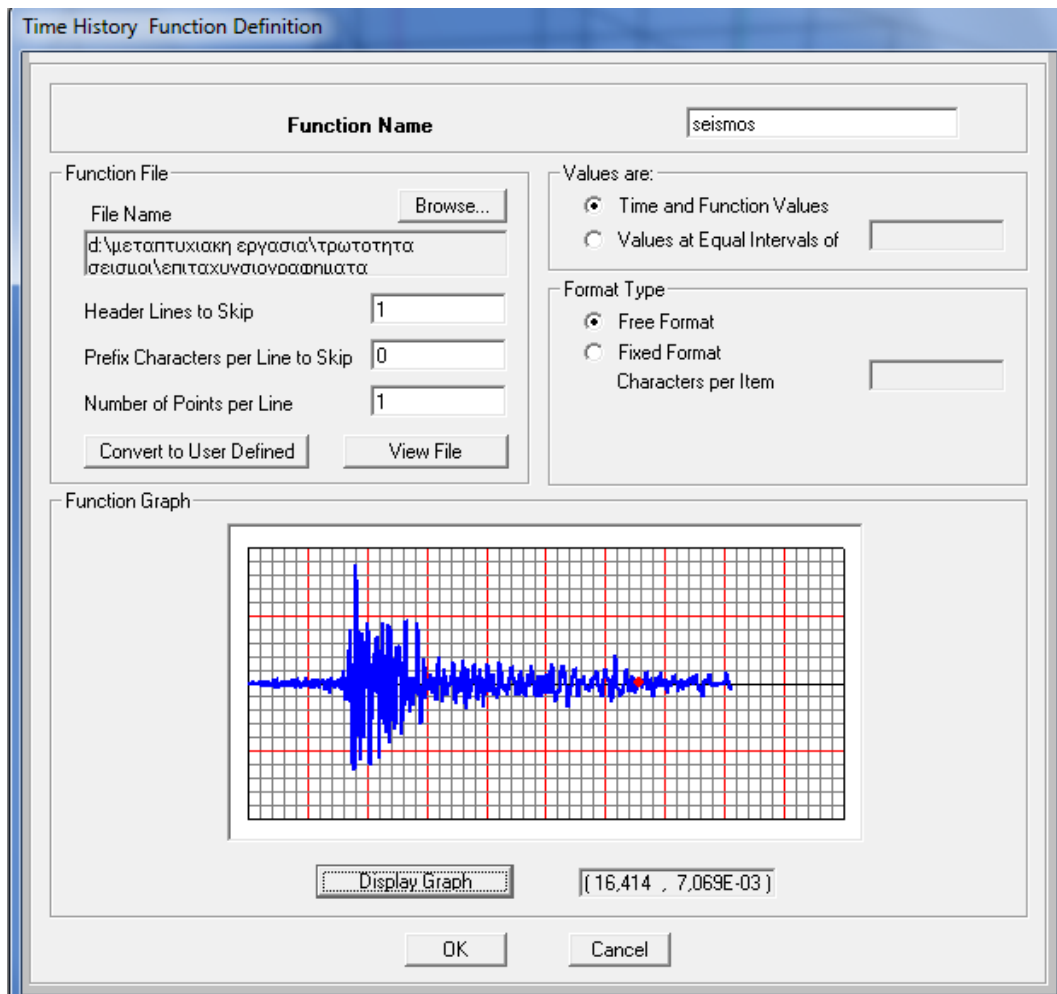 Time History Function Definition
Function Name
seismos
Function File
File Name
Browse...
d:\μεταπτυχιακη εργασια\τρωτοτητα
σεισμοι\επιταχυνσιογραφηματα
Header Lines to Skip
1
Prefix Characters per Line to Skip
0
Number of Points per Line
1
Convert to User Defined
View File
Values are:
Time and Function Values
Values at Equal Intervals of
Format Type
Free Format
Fixed Format
Characters per Item
Function Graph
Display Graph
( 16,414 , 7,069E-03 )
OK
Cancel